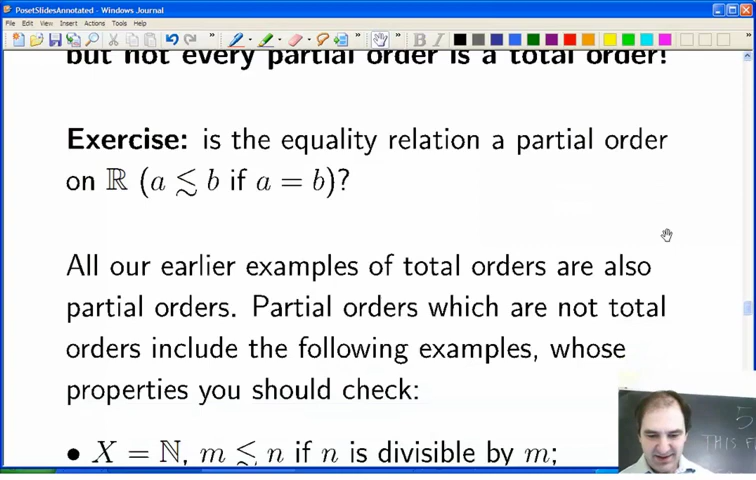 PosetSlidesAnnotated - Windows Journal
File Edit View Insert Actions Tools Help
but not every partial order is a total order!
Exercise: is the equality relation a partial order
on ℝ (a ≲ b if a = b)?
All our earlier examples of total orders are also
partial orders. Partial orders which are not total
orders include the following examples, whose
properties you should check:
• X = ℕ, m ≲ n if n is divisible by m;
5
THIS F